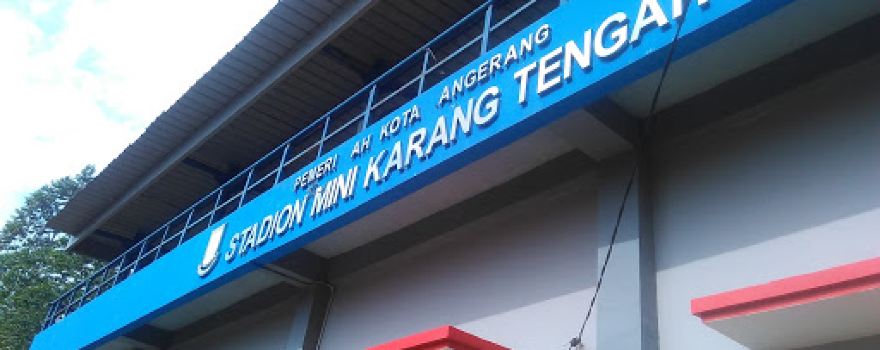 PEMERI AH KOTA ANGERANG
STADION MINI KARANG TENGAH